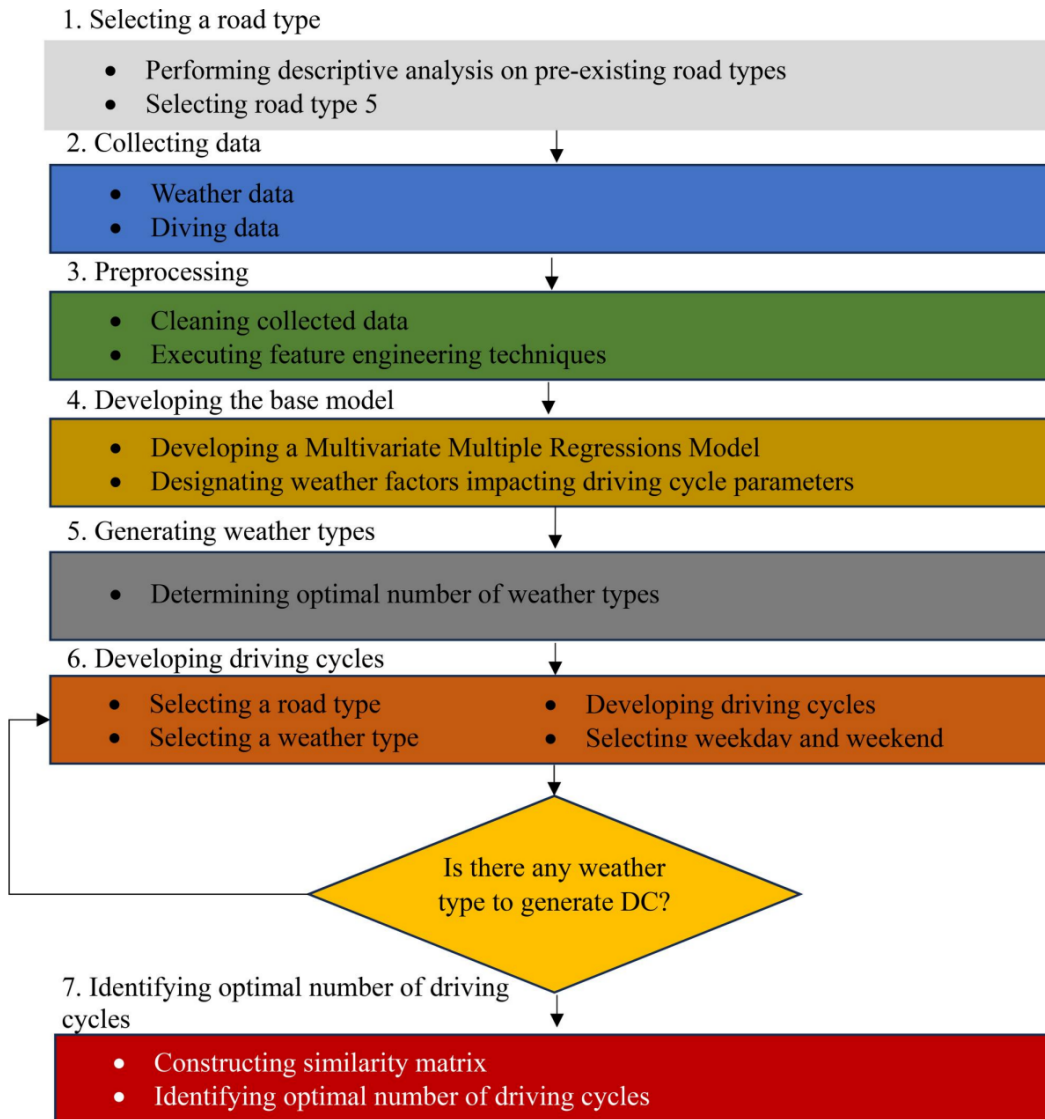 1. Selecting a road type
• Performing descriptive analysis on pre-existing road types
• Selecting road type 5
2. Collecting data
• Weather data
• Diving data
3. Preprocessing
• Cleaning collected data
• Executing feature engineering techniques
4. Developing the base model
• Developing a Multivariate Multiple Regressions Model
• Designating weather factors impacting driving cycle parameters
5. Generating weather types
• Determining optimal number of weather types
6. Developing driving cycles
• Selecting a road type
• Selecting a weather type
• Developing driving cycles
• Selecting weekday and weekend
Is there any weather
type to generate DC?
7. Identifying optimal number of driving
cycles
• Constructing similarity matrix
• Identifying optimal number of driving cycles